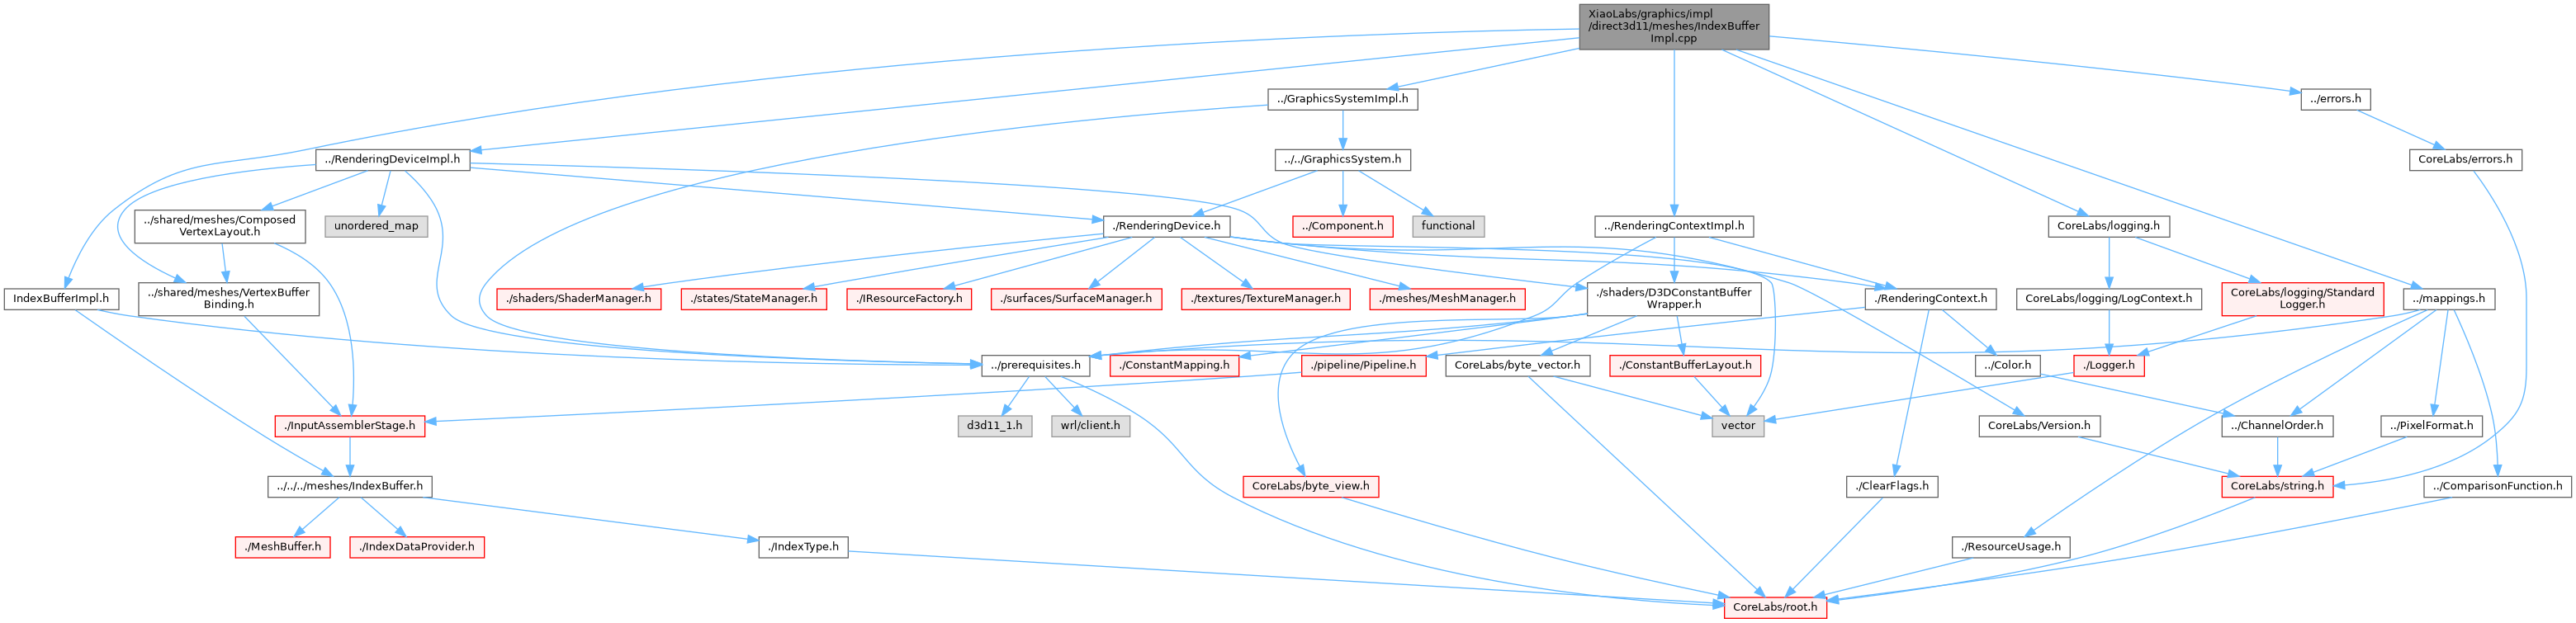 XiaoLabs/graphics/impl
/direct3d11/meshes/IndexBuffer
Impl.cpp
../GraphicsSystemImpl.h
../errors.h
../RenderingDeviceImpl.h
../../GraphicsSystem.h
CoreLabs/errors.h
../shared/meshes/Composed
VertexLayout.h
unordered_map
./RenderingDevice.h
../Component.h
functional
../RenderingContextImpl.h
CoreLabs/logging.h
IndexBufferImpl.h
../shared/meshes/VertexBuffer
Binding.h
./shaders/ShaderManager.h
./states/StateManager.h
./IResourceFactory.h
./surfaces/SurfaceManager.h
./textures/TextureManager.h
./meshes/MeshManager.h
./shaders/D3DConstantBuffer
Wrapper.h
./RenderingContext.h
CoreLabs/logging/LogContext.h
CoreLabs/logging/Standard
Logger.h
../mappings.h
../prerequisites.h
./ConstantMapping.h
./pipeline/Pipeline.h
CoreLabs/byte_vector.h
./ConstantBufferLayout.h
../Color.h
./Logger.h
./InputAssemblerStage.h
d3d11_1.h
wrl/client.h
vector
CoreLabs/Version.h
../ChannelOrder.h
../PixelFormat.h
../../../meshes/IndexBuffer.h
CoreLabs/byte_view.h
./ClearFlags.h
CoreLabs/string.h
../ComparisonFunction.h
./MeshBuffer.h
./IndexDataProvider.h
./IndexType.h
./ResourceUsage.h
CoreLabs/root.h